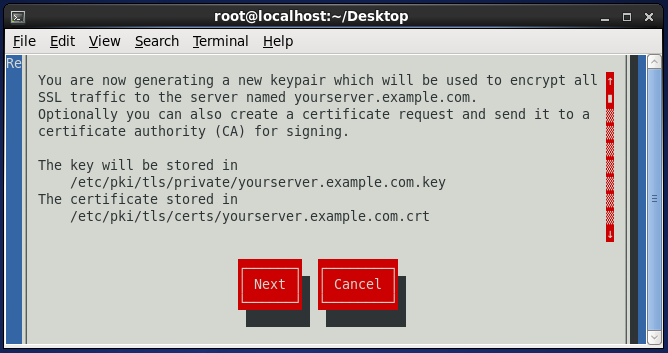 root@localhost:~/Desktop
File Edit View Search Terminal Help
Re
You are now generating a new keypair which will be used to encrypt all
SSL traffic to the server named yourserver.example.com.
Optionally you can also create a certificate request and send it to a
certificate authority (CA) for signing.
The key will be stored in
/etc/pki/tls/private/yourserver.example.com.key
The certificate stored in
/etc/pki/tls/certs/yourserver.example.com.crt
Next Cancel